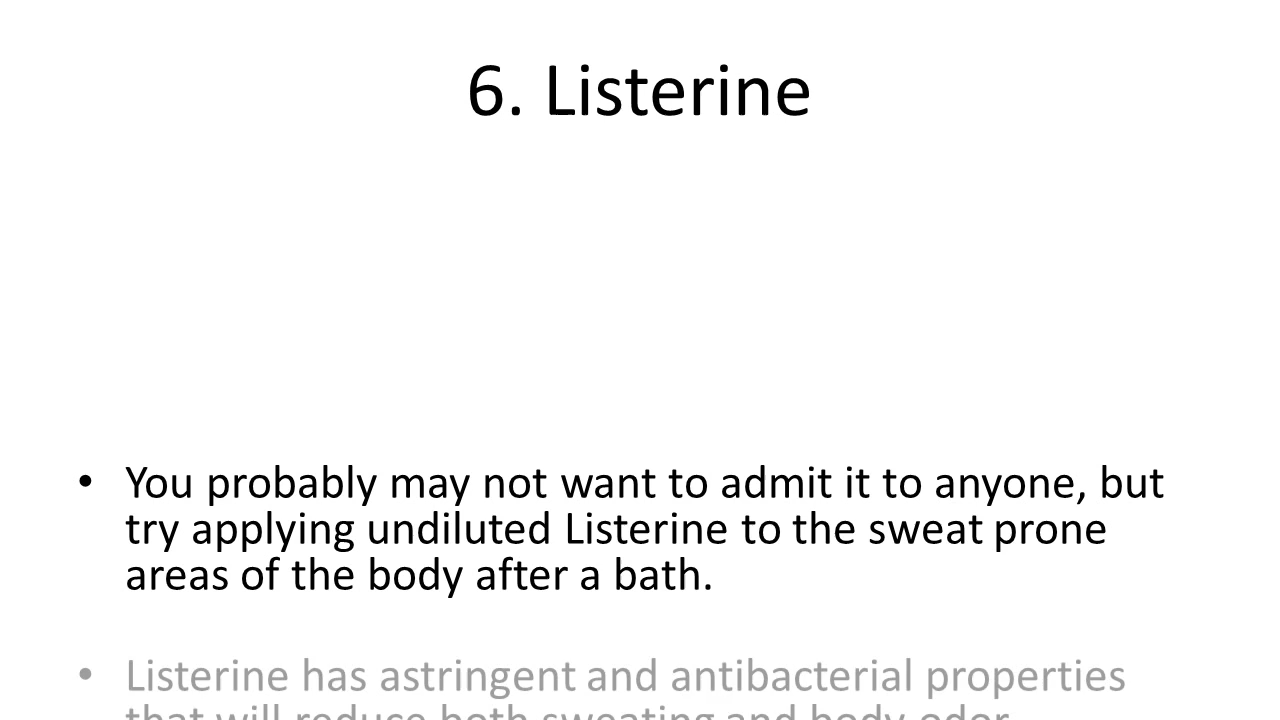 6. Listerine
• You probably may not want to admit it to anyone, but
try applying undiluted Listerine to the sweat prone
areas of the body after a bath.
• Listerine has astringent and antibacterial properties
that will reduce both sweating and body odor